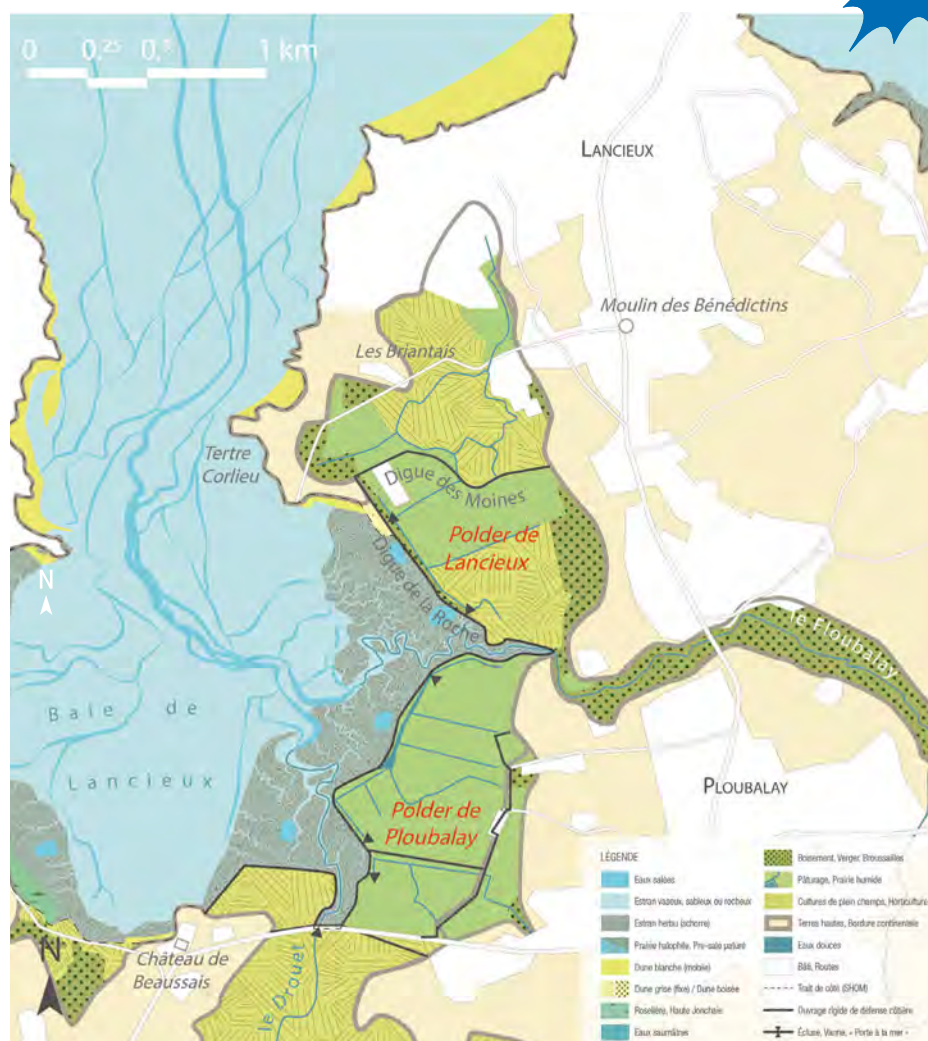 0 0,25 0,5 1 km
LANCIEUX
Moulin des Bénédictins
Les Briantais
Tertre
Corlieu
Digue des Moines
Polder de
Lancieux
Digue de la Roche
N
le Floubalay
Baie de
Lancieux
PLOUBALAY
Polder de
Ploubalay
Château de
Beaussais
N
le Drouet
LÉGENDE
Eaux salées
Estran vaseux, sableux ou rocheux
Estran herbu (schorre)
Prairie halophile, Pré-salé pâturé
Dune blanche (mobile)
Dune grise (fixe) / Dune boisée
Roselière, Haute Jonchaie
Eaux saumâtres
Boisement, Verger, Broussailles
Pâturage, Prairie humide
Cultures de plein champs, Horticulture
Terres hautes, Bordure continentale
Eaux douces
Bâti, Routes
Trait de côte (SHOM)
Ouvrage rigide de défense côtière
Écluse, Vanne, « Porte à la mer »